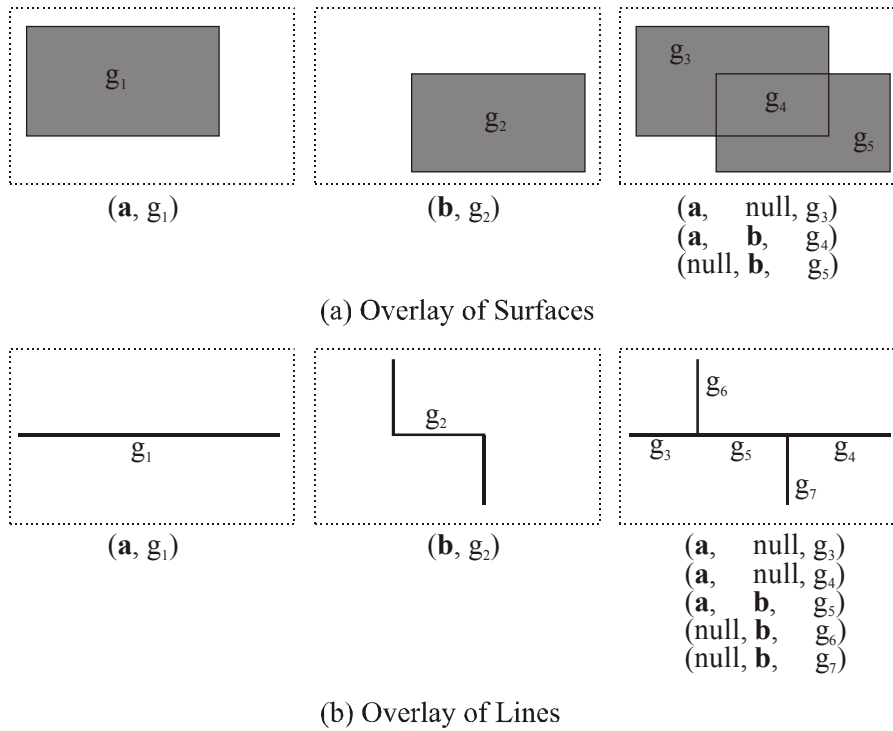 g₁
g₂
g₃
g₄
g₅
(a, g₁)
(b, g₂)
(a, null, g₃)
(a, b, g₄)
(null, b, g₅)
(a) Overlay of Surfaces
g₁
g₂
g₆
g₃ g₅ g₄
g₇
(a, g₁)
(b, g₂)
(a, null, g₃)
(a, null, g₄)
(a, b, g₅)
(null, b, g₆)
(null, b, g₇)
(b) Overlay of Lines